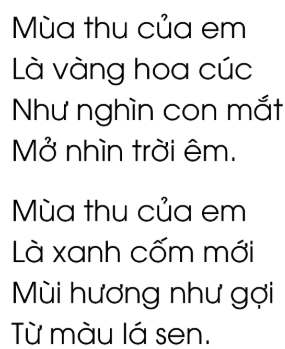 Mùa thu của em
Là vàng hoa cúc
Như nghìn con mắt
Mở nhìn trời êm.
Mùa thu của em
Là xanh cốm mới
Mùi hương như gợi
Từ màu lá sen.